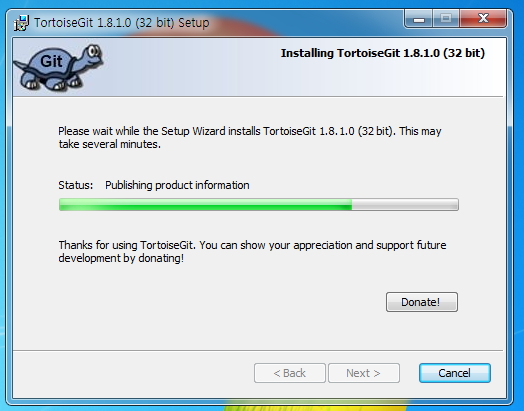 TortoiseGit 1.8.1.0 (32 bit) Setup
Git
Installing TortoiseGit 1.8.1.0 (32 bit)
Please wait while the Setup Wizard installs TortoiseGit 1.8.1.0 (32 bit). This may
take several minutes.
Status: Publishing product information
Thanks for using TortoiseGit. You can show your appreciation and support future
development by donating!
Donate!
< Back
Next >
Cancel